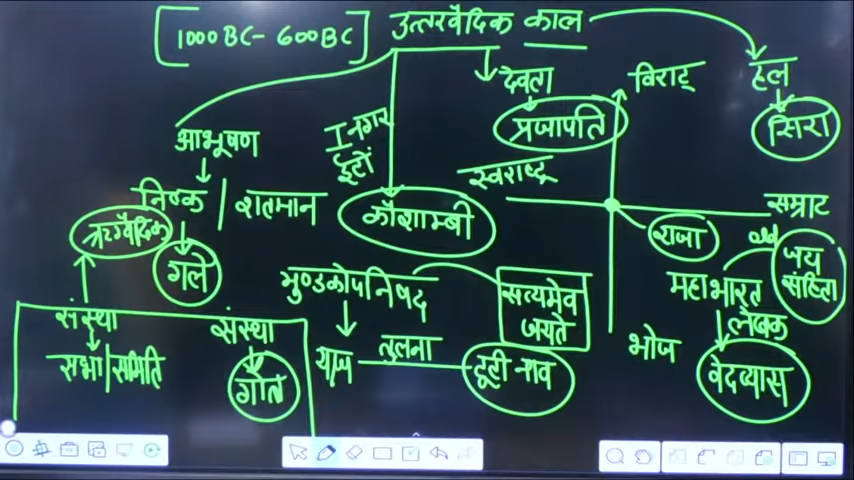 [1000BC- 600BC] उत्तरवैदिक काल
देवता
विराट्
हल
प्रजापति
सिरा
आभूषण
I नगर
ईटों
स्वराष्ट्र
निष्क / शतमान
कौशाम्बी
सम्राट
ऋग्वैदिक
राजा
गले
जय
संहिता
मुण्डकोपनिषद
सत्यमेव
जयते
महाभारत
लेखक
संस्था
संस्था
सभा/समिति
यज्ञ
तुलना
टूटी नाव
भोज
वेदव्यास
गोत्र